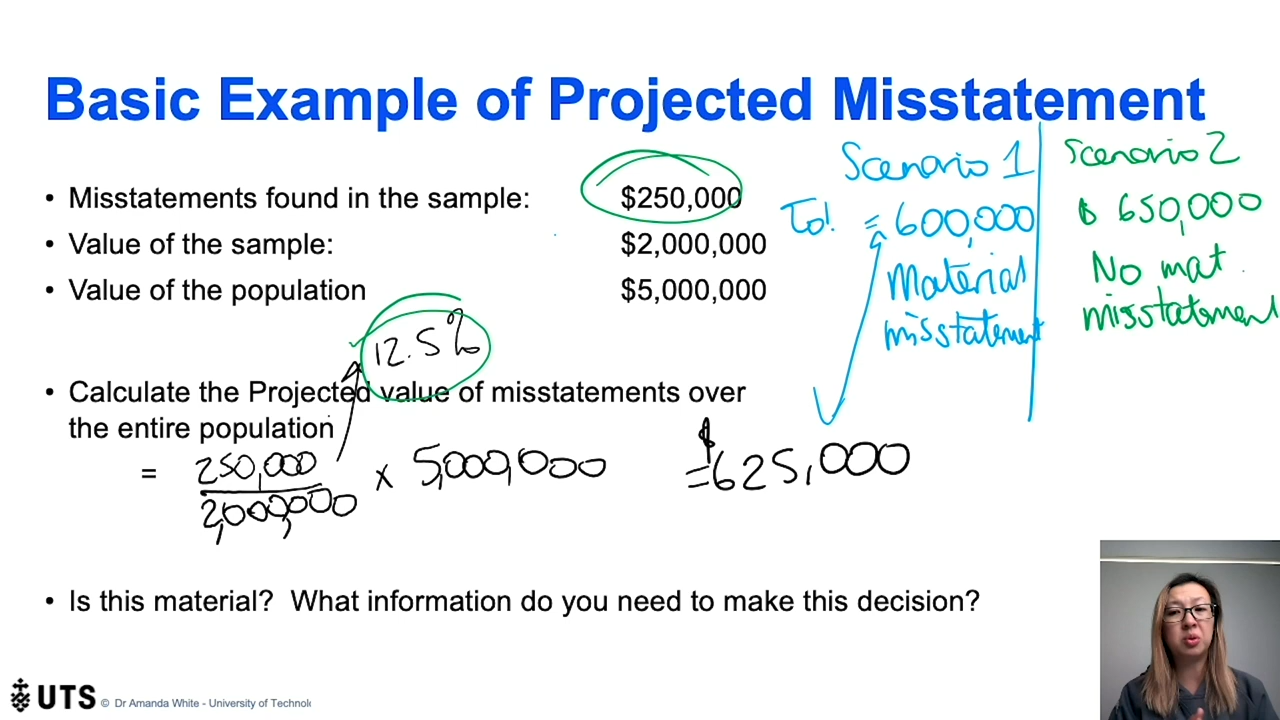 Basic Example of Projected Misstatement
• Misstatements found in the sample: $250,000
• Value of the sample: $2,000,000
• Value of the population $5,000,000
Scenario 1
Tol = 600,000
Material
misstatement
Scenario 2
$ 650,000
No mat.
misstatement
12.5%
• Calculate the Projected value of misstatements over
the entire population
= 250,000
2,000,000
x 5,000,000 = $625,000
• Is this material? What information do you need to make this decision?
UTS © Dr Amanda White - University of Technol